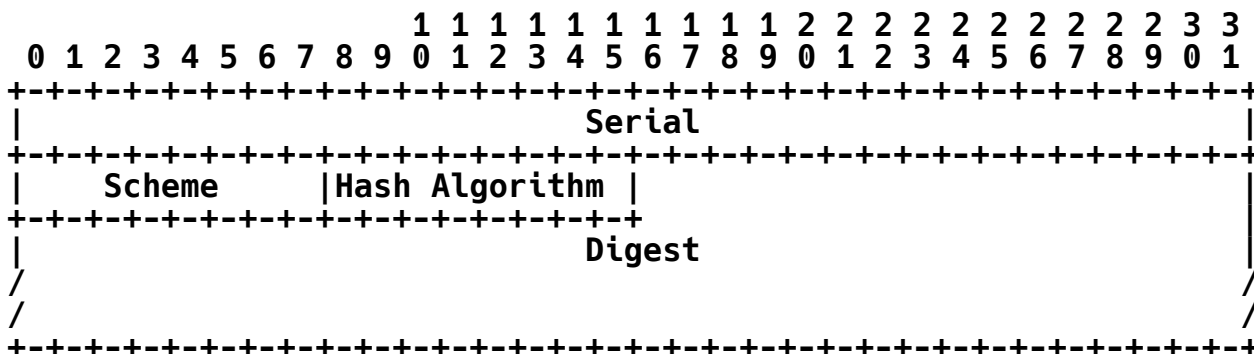 1 1 1 1 1 1 1 1 1 1 2 2 2 2 2 2 2 2 2 2 3 3
 0 1 2 3 4 5 6 7 8 9 0 1 2 3 4 5 6 7 8 9 0 1 2 3 4 5 6 7 8 9 0 1
+-+-+-+-+-+-+-+-+-+-+-+-+-+-+-+-+-+-+-+-+-+-+-+-+-+-+-+-+-+-+-+-+
|                             Serial                            |
+-+-+-+-+-+-+-+-+-+-+-+-+-+-+-+-+-+-+-+-+-+-+-+-+-+-+-+-+-+-+-+-+
|    Scheme     |Hash Algorithm |                               |
+-+-+-+-+-+-+-+-+-+-+-+-+-+-+-+-+                               |
|                             Digest                            |
/                                                               /
/                                                               /
+-+-+-+-+-+-+-+-+-+-+-+-+-+-+-+-+-+-+-+-+-+-+-+-+-+-+-+-+-+-+-+-+